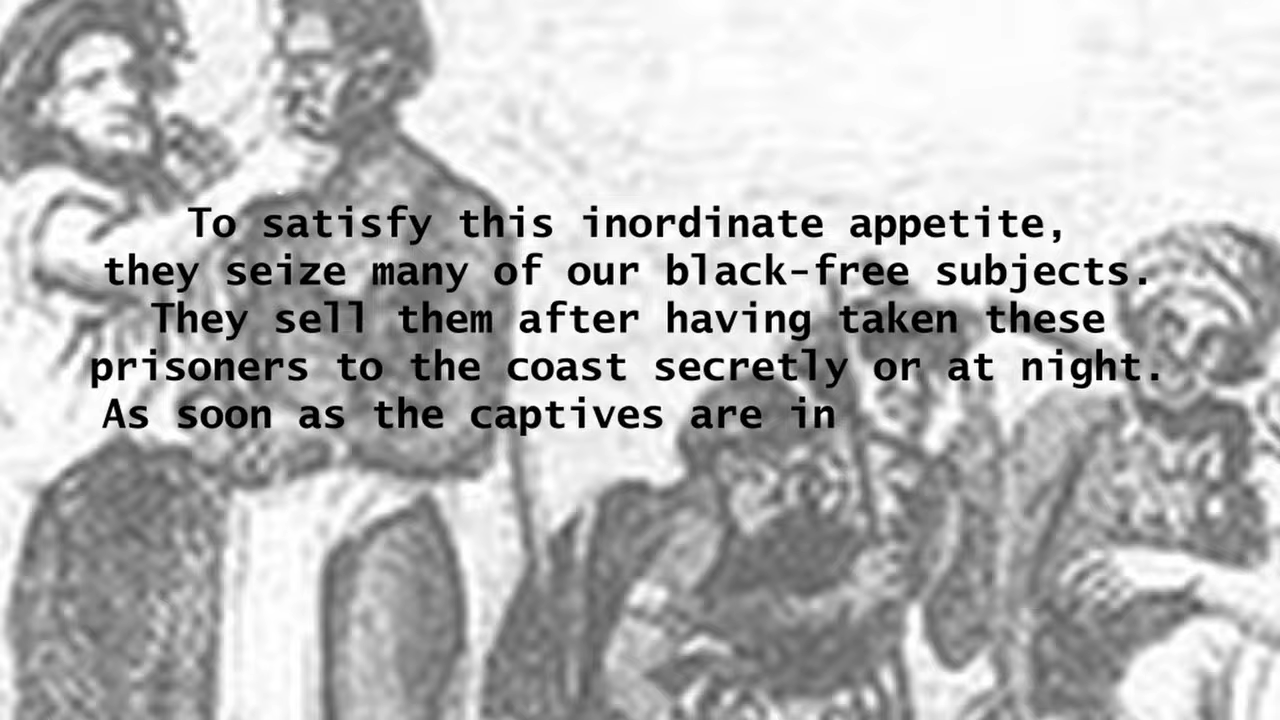 To satisfy this inordinate appetite,
they seize many of our black-free subjects.
They sell them after having taken these
prisoners to the coast secretly or at night.
As soon as the captives are in